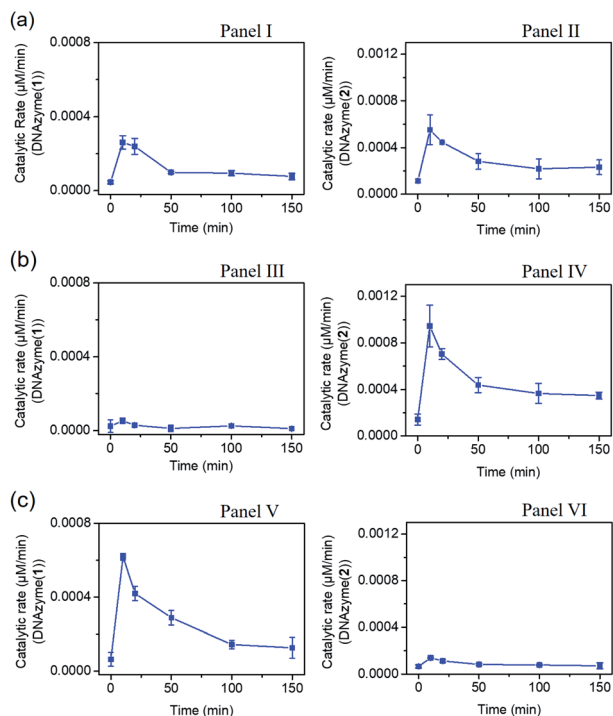 (a)
Panel I
Catalytic Rate (µM/min)
(DNAzyme(1))
0.0008
0.0004
0.0000
0 50 100 150
Time (min)
Panel II
Catalytic rate (µM/min)
(DNAzyme(2))
0.0012
0.0008
0.0004
0.0000
0 50 100 150
Time (min)
(b)
Panel III
Catalytic rate (µM/min)
(DNAzyme(1))
0.0008
0.0004
0.0000
0 50 100 150
Time (min)
Panel IV
Catalytic rate (µM/min)
(DNAzyme(2))
0.0012
0.0008
0.0004
0.0000
0 50 100 150
Time (min)
(c)
Panel V
Catalytic rate (µM/min)
(DNAzyme(1))
0.0008
0.0004
0.0000
0 50 100 150
Time (min)
Panel VI
Catalytic rate (µM/min)
(DNAzyme(2))
0.0012
0.0008
0.0004
0.0000
0 50 100 150
Time (min)